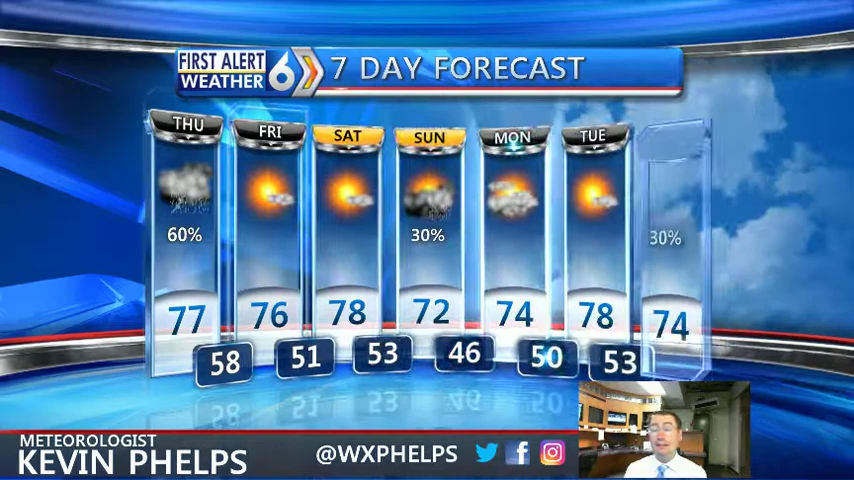 FIRST ALERT
WEATHER 6
7 DAY FORECAST
THU FRI SAT SUN MON TUE
60% 30% 30%
77 76 78 72 74 78 74
58 51 53 46 50 53
METEOROLOGIST
KEVIN PHELPS
@WXPHELPS